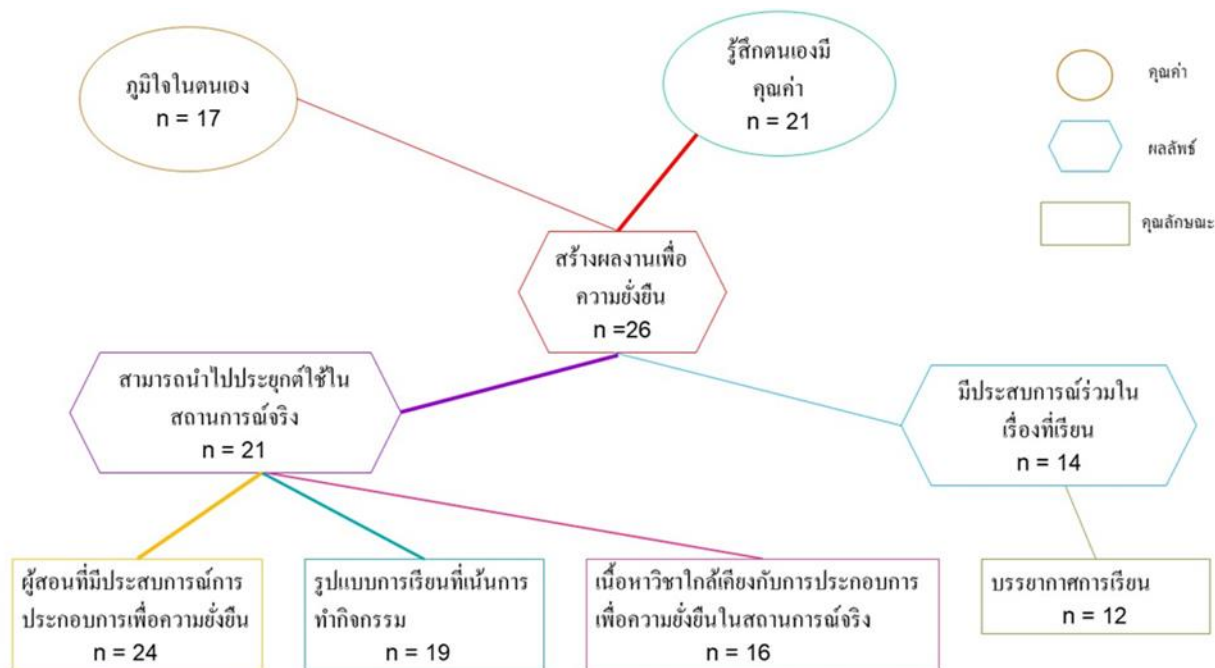 ภูมิใจในตนเอง
n = 17
รู้สึกตนเองมี
คุณค่า
n = 21
คุณค่า
ผลลัพธ์
คุณลักษณะ
สร้างผลงานเพื่อ
ความยั่งยืน
n =26
สามารถนำไปประยุกต์ใช้ใน
สถานการณ์จริง
n = 21
มีประสบการณ์ร่วมใน
เรื่องที่เรียน
n = 14
ผู้สอนที่มีประสบการณ์การ
ประกอบการเพื่อความยั่งยืน
n = 24
รูปแบบการเรียนที่เน้นการ
ทำกิจกรรม
n = 19
เนื้อหาวิชาใกล้เคียงกับการประกอบการ
เพื่อความยั่งยืนในสถานการณ์จริง
n = 16
บรรยากาศการเรียน
n = 12